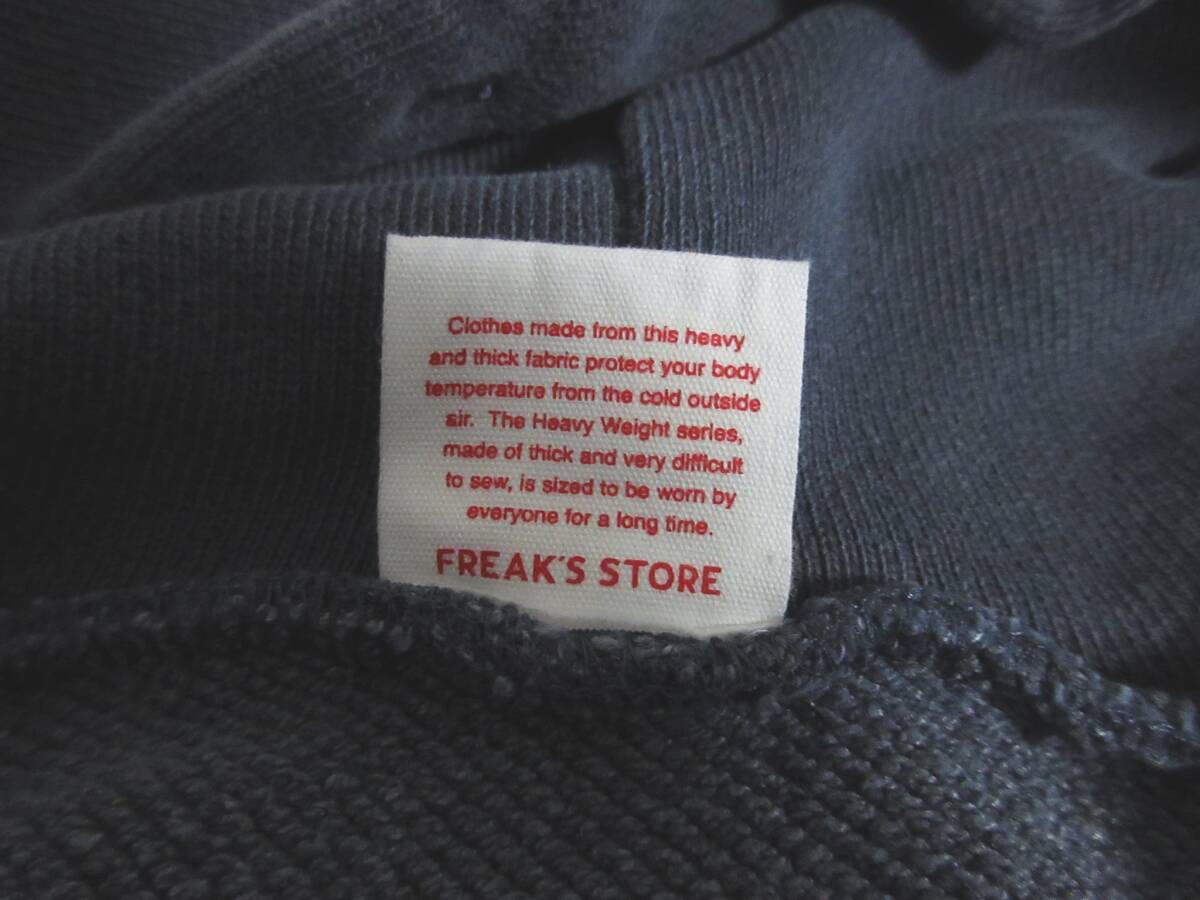 Clothes made from this heavy
and thick fabric protect your body
temperature from the cold outside
air. The Heavy Weight series,
made of thick and very difficult
to sew, is sized to be worn by
everyone for a long time.
FREAK'S STORE